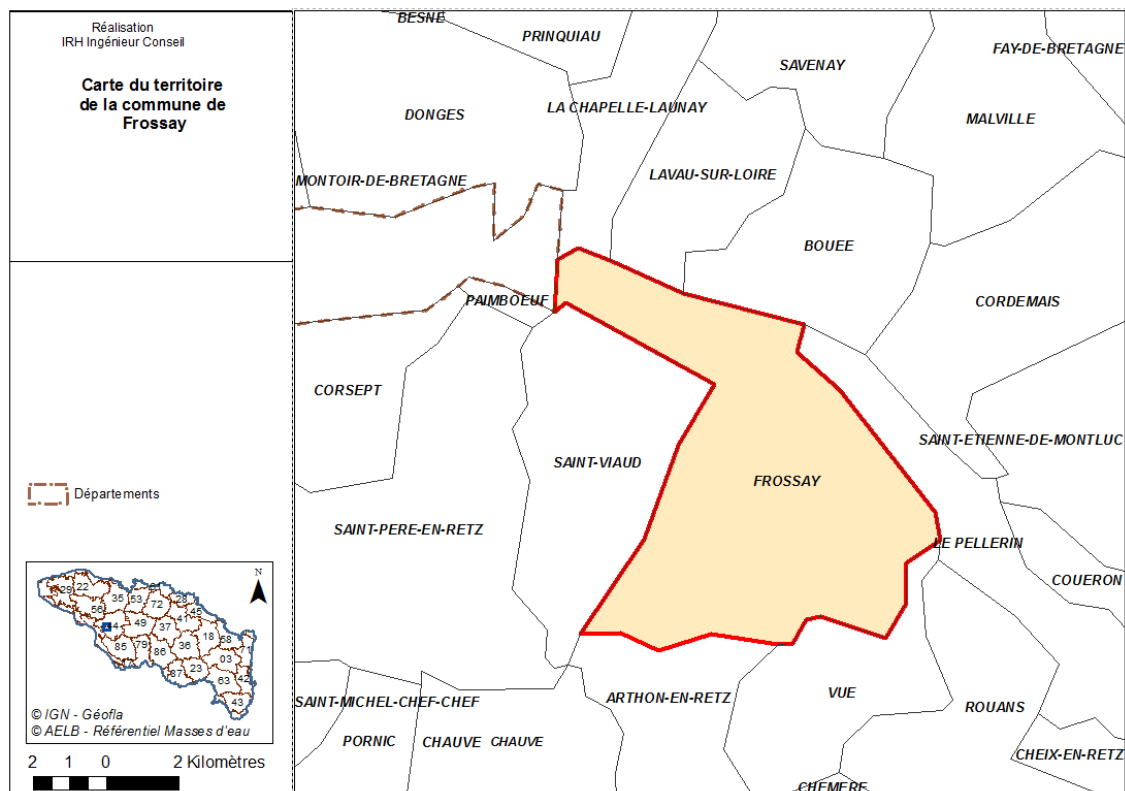 Réalisation
IRH Ingénieur Conseil
Carte du territoire
de la commune de
Frossay
Départements
N
29 22
35 53
72
28
45
56
44
49
37
41
18
58
71
85
79
86
36
03
87
23
63
42
43
© IGN - Géofla
© AELB - Référentiel Masses d'eau
2 1 0 2 Kilomètres
BESNE
PRINQUIAU
SAVENAY
FAY-DE-BRETAGNE
DONGES
LA CHAPELLE-LAUNAY
MALVILLE
MONTOIR-DE-BRETAGNE
LAVAU-SUR-LOIRE
BOUEE
PAIMBOEUF
CORDEMAIS
CORSEPT
SAINT-ETIENNE-DE-MONTLUC
SAINT-VIAUD
FROSSAY
SAINT-PERE-EN-RETZ
LE PELLERIN
COUERON
SAINT-MICHEL-CHEF-CHEF
ARTHON-EN-RETZ
VUE
ROUANS
PORNIC
CHAUVE CHAUVE
CHEIX-EN-RETZ
CHEMERE